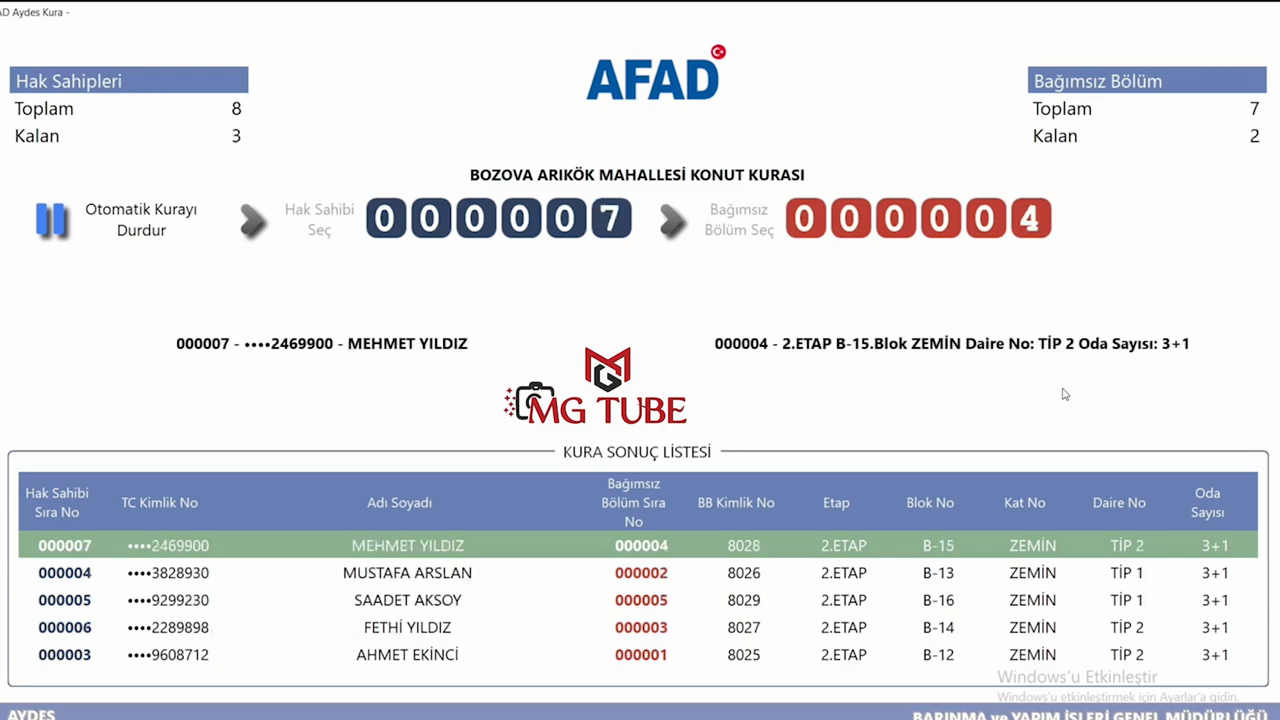 AD Aydes Kura -
AFAD
Hak Sahipleri
Toplam 8
Kalan 3
Bağımsız Bölüm
Toplam 7
Kalan 2
BOZOVA ARIKÖK MAHALLESİ KONUT KURASI
Otomatik Kurayı
Durdur
Hak Sahibi
Seç
000007
Bağımsız
Bölüm Seç
000004
000007 - ••••2469900 - MEHMET YILDIZ
000004 - 2.ETAP B-15.Blok ZEMİN Daire No: TİP 2 Oda Sayısı: 3+1
MG TUBE
KURA SONUÇ LİSTESİ
Hak Sahibi Sıra No TC Kimlik No Adı Soyadı Bağımsız Bölüm Sıra No BB Kimlik No Etap Blok No Kat No Daire No Oda Sayısı
000007 ••••2469900 MEHMET YILDIZ 000004 8028 2.ETAP B-15 ZEMİN TİP 2 3+1
000004 ••••3828930 MUSTAFA ARSLAN 000002 8026 2.ETAP B-13 ZEMİN TİP 1 3+1
000005 ••••9299230 SAADET AKSOY 000005 8029 2.ETAP B-16 ZEMİN TİP 1 3+1
000006 ••••2289898 FETHİ YILDIZ 000003 8027 2.ETAP B-14 ZEMİN TİP 2 3+1
000003 ••••9608712 AHMET EKİNCİ 000001 8025 2.ETAP B-12 ZEMİN TİP 2 3+1
Windows'u Etkinleştir
Windows'u etkinleştirmek için Ayarlar'a gidin.
AYDES
BARINMA ve YAPIM İŞLERİ GENEL MÜDÜRLÜĞÜ